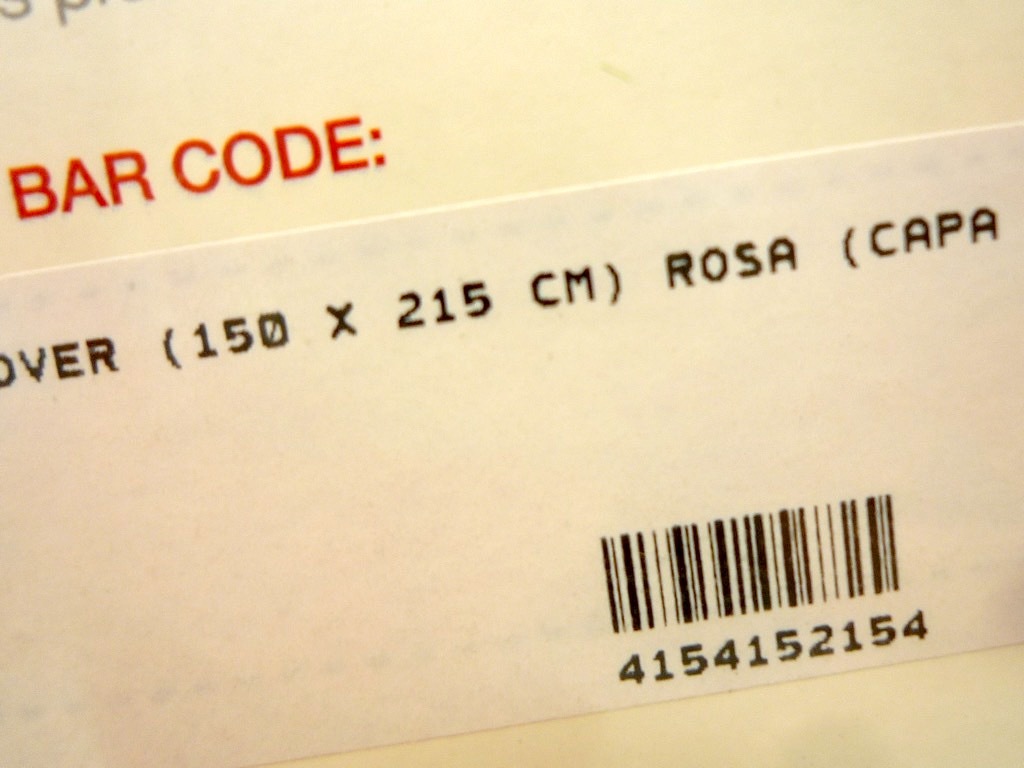 BAR CODE:
OVER (150 X 215 CM) ROSA (CAPA
4154152154